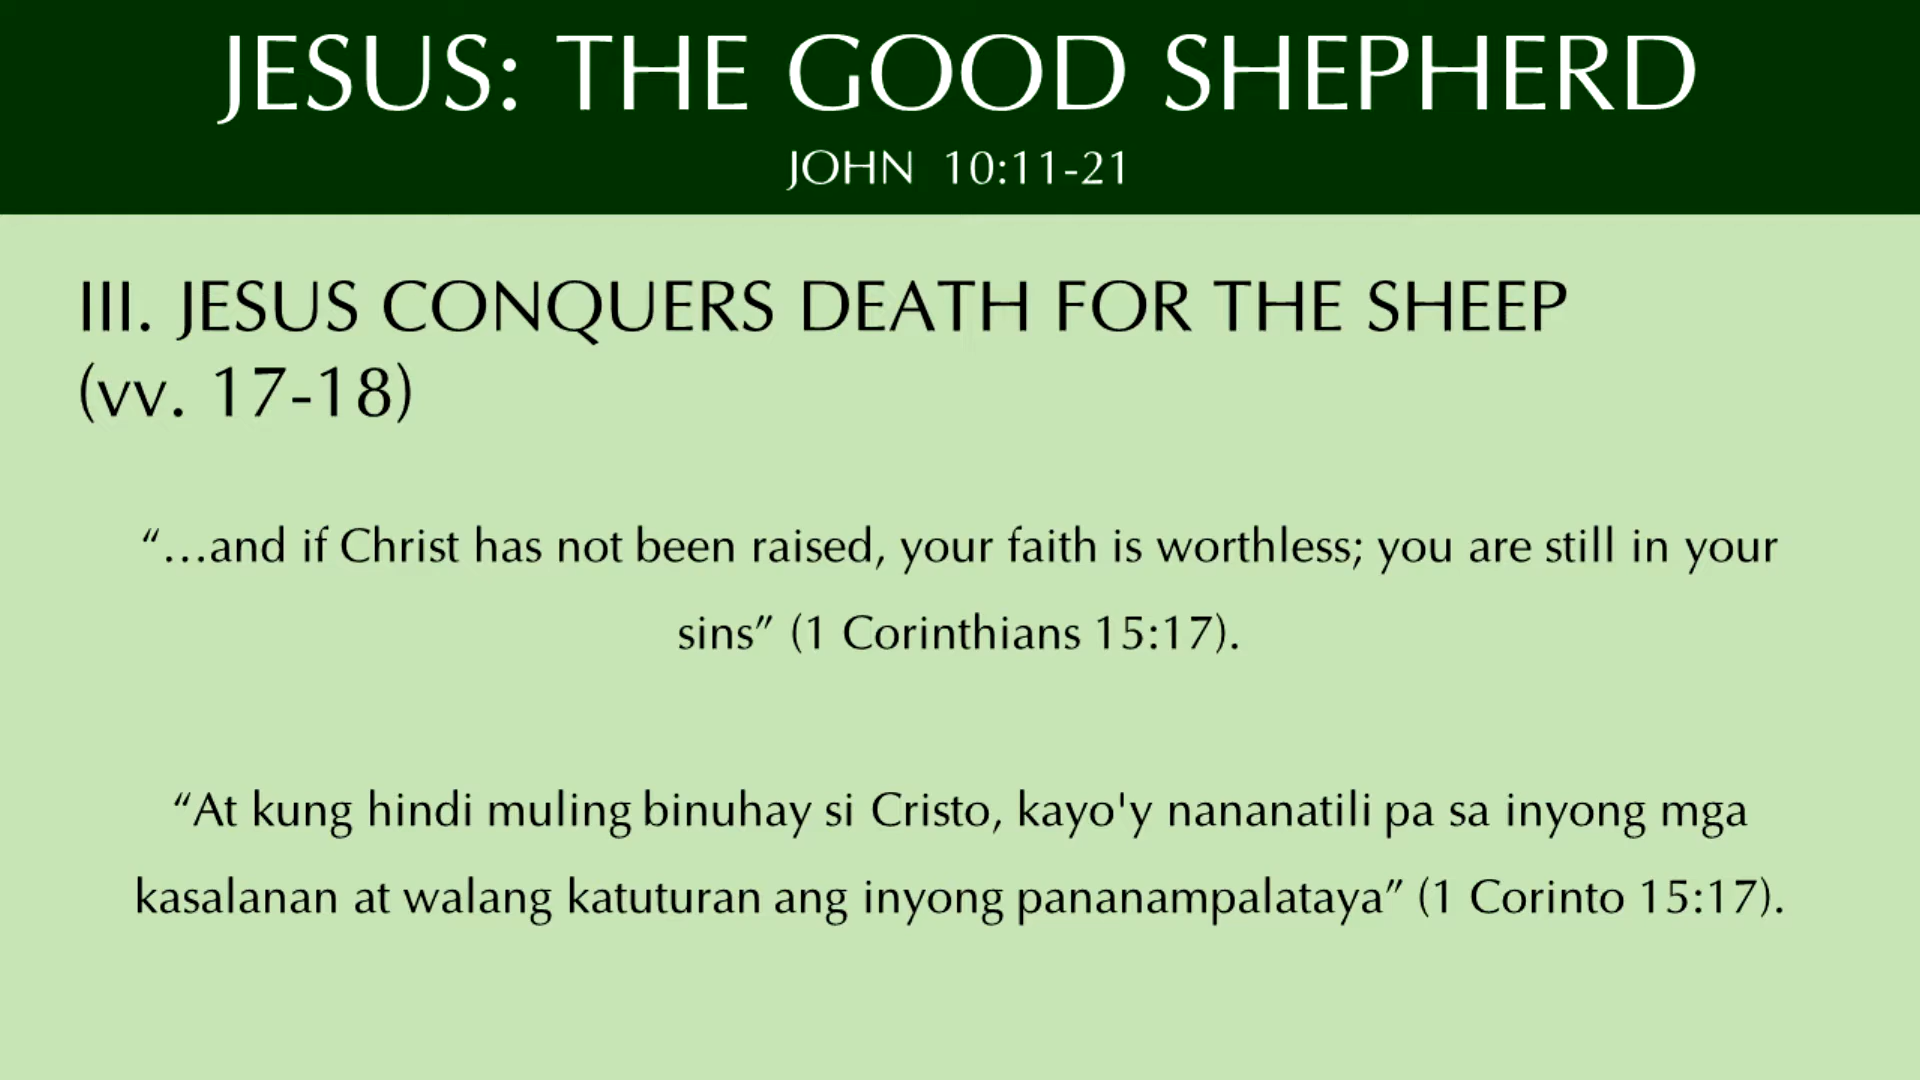 JESUS: THE GOOD SHEPHERD
JOHN 10:11-21
III. JESUS CONQUERS DEATH FOR THE SHEEP
(vv. 17-18)
“…and if Christ has not been raised, your faith is worthless; you are still in your
sins” (1 Corinthians 15:17).
“At kung hindi muling binuhay si Cristo, kayo'y nananatili pa sa inyong mga
kasalanan at walang katuturan ang inyong pananampalataya” (1 Corinto 15:17).